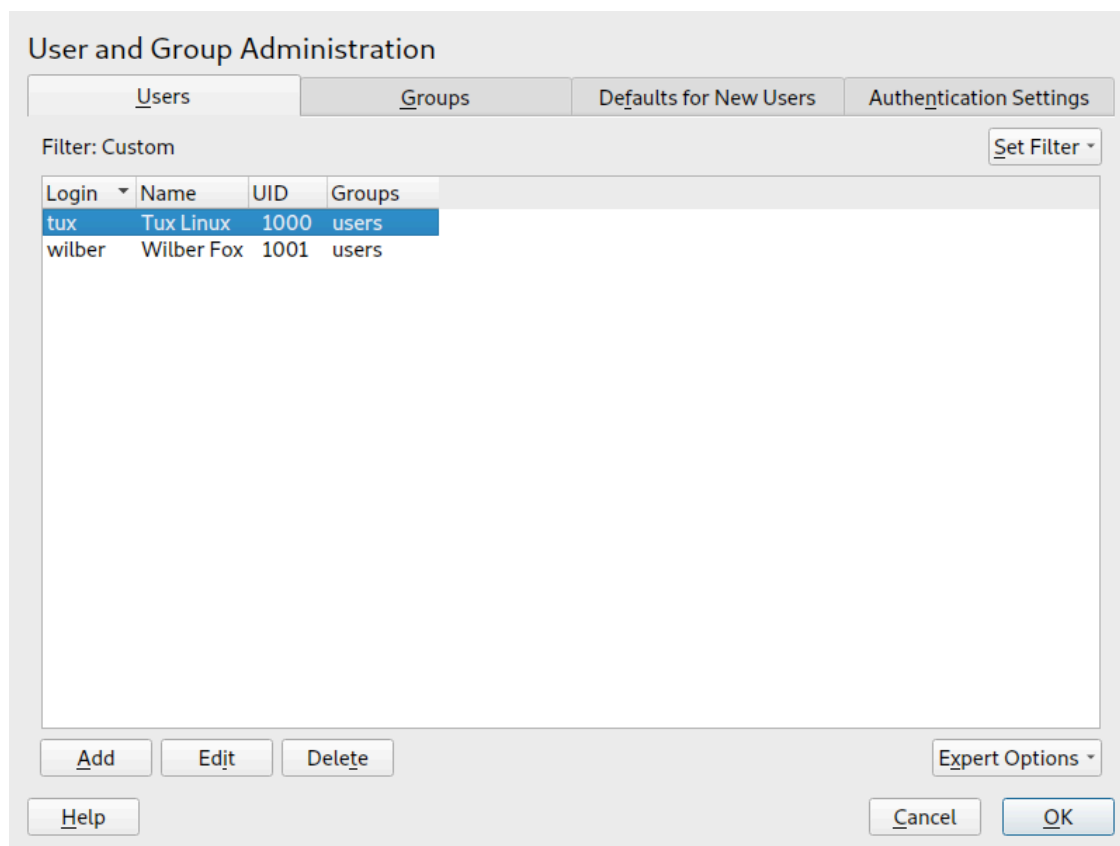 User and Group Administration
Users Groups Defaults for New Users Authentication Settings
Filter: Custom Set Filter
Login Name UID Groups
tux Tux Linux 1000 users
wilber Wilber Fox 1001 users
Add Edit Delete Expert Options
Help Cancel OK